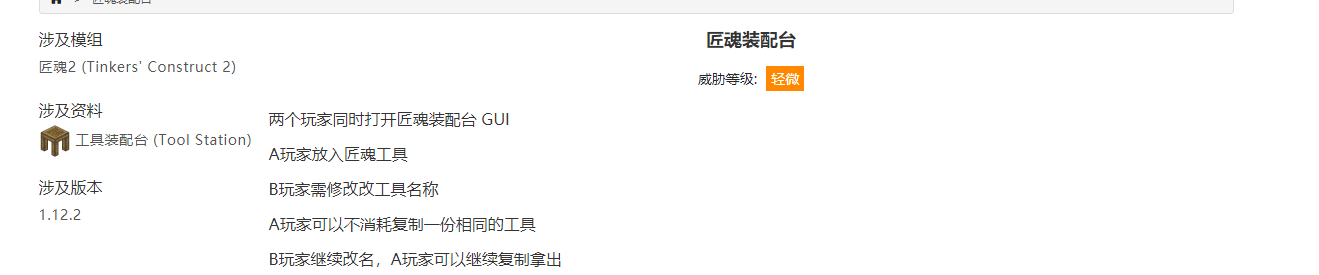 > 匠魂装配台
涉及模组
匠魂2 (Tinkers' Construct 2)
涉及资料
工具装配台 (Tool Station)
涉及版本
1.12.2
匠魂装配台
威胁等级: 轻微
两个玩家同时打开匠魂装配台 GUI
A玩家放入匠魂工具
B玩家需修改改工具名称
A玩家可以不消耗复制一份相同的工具
B玩家继续改名，A玩家可以继续复制拿出